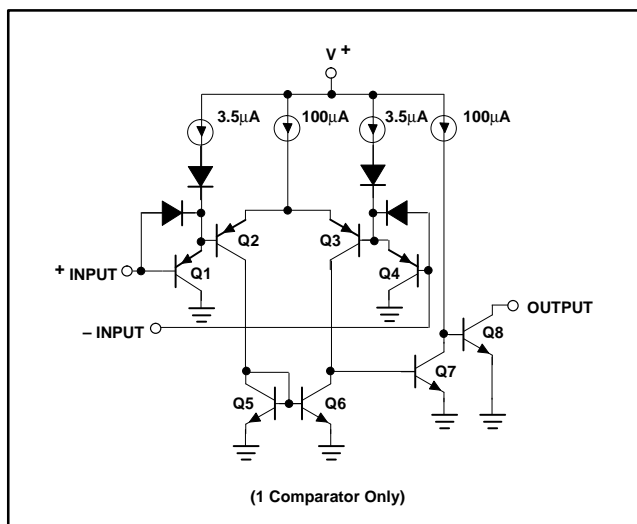 V +
3.5μA
100μA
3.5μA
100μA
Q2
Q3
+ INPUT
Q1
Q4
OUTPUT
– INPUT
Q8
Q7
Q5
Q6
(1 Comparator Only)